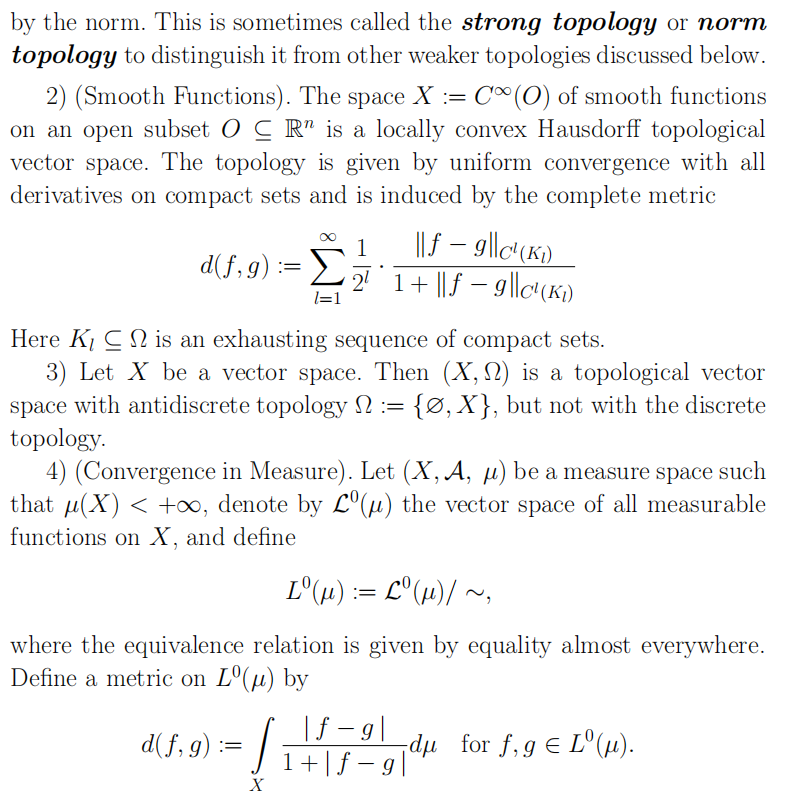 by the norm. This is sometimes called the strong topology or norm
topology to distinguish it from other weaker topologies discussed below.
2) (Smooth Functions). The space X := C^∞(O) of smooth functions
on an open subset O ⊆ ℝⁿ is a locally convex Hausdorff topological
vector space. The topology is given by uniform convergence with all
derivatives on compact sets and is induced by the complete metric
d(f, g) := ∑_{l=1}^{∞} 1/2^l · ‖f − g‖_{C^l(K_l)} / (1 + ‖f − g‖_{C^l(K_l)})
Here K_l ⊆ Ω is an exhausting sequence of compact sets.
3) Let X be a vector space. Then (X, Ω) is a topological vector
space with antidiscrete topology Ω := {∅, X}, but not with the discrete
topology.
4) (Convergence in Measure). Let (X, 𝒜, μ) be a measure space such
that μ(X) < +∞, denote by ℒ⁰(μ) the vector space of all measurable
functions on X, and define
L⁰(μ) := ℒ⁰(μ)/ ∼,
where the equivalence relation is given by equality almost everywhere.
Define a metric on L⁰(μ) by
d(f, g) := ∫_X |f − g| / (1 + |f − g|) dμ for f, g ∈ L⁰(μ).